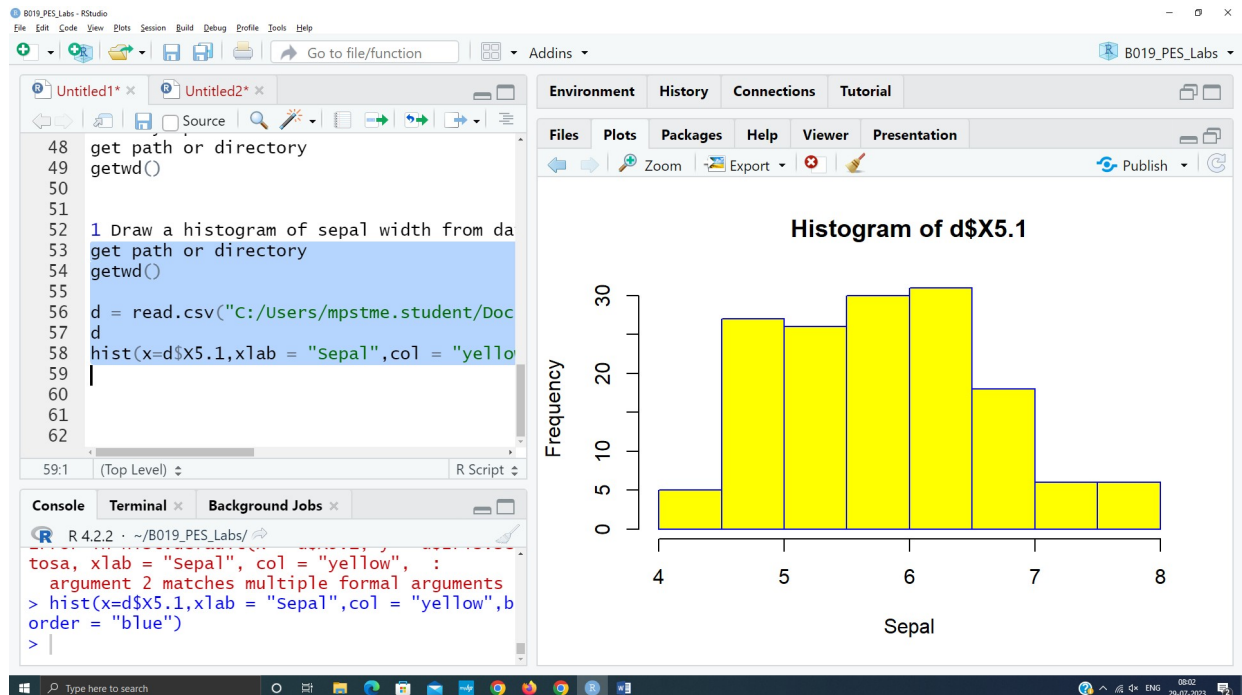 B019_PES_Labs - RStudio
File Edit Code View Plots Session Build Debug Profile Tools Help
Go to file/function Addins B019_PES_Labs
Untitled1* Untitled2*
Source
48 get path or directory
49 getwd()
50
51
52 1 Draw a histogram of sepal width from da
53 get path or directory
54 getwd()
55
56 d = read.csv("C:/Users/mpstme.student/Doc
57 d
58 hist(x=d$X5.1,xlab = "Sepal",col = "yello
59
60
61
62
59:1 (Top Level) R Script
Console Terminal Background Jobs
R 4.2.2 · ~/B019_PES_Labs/
tosa, xlab = "Sepal", col = "yellow", :
argument 2 matches multiple formal arguments
> hist(x=d$X5.1,xlab = "Sepal",col = "yellow",b
order = "blue")
>
Environment History Connections Tutorial
Files Plots Packages Help Viewer Presentation
Zoom Export Publish
Histogram of d$X5.1
Frequency
30
20
10
5
0
4 5 6 7 8
Sepal
Type here to search
ENG
08:02
29-07-2023